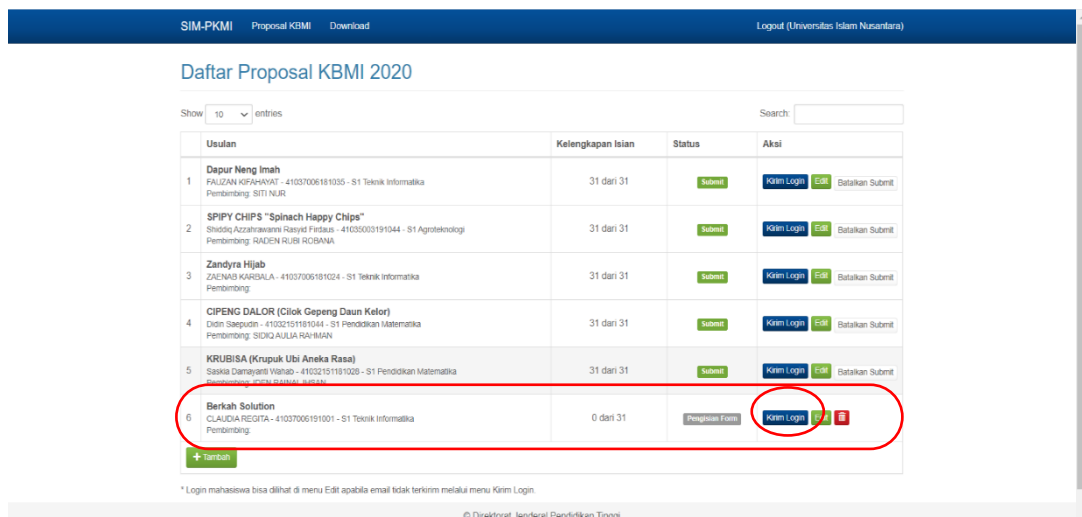 SIM-PKMI Proposal KBMI Download Logout (Universitas Islam Nusantara)
Daftar Proposal KBMI 2020
Show 10 entries Search:
Usulan Kelengkapan Isian Status Aksi
Dapur Neng Imah
1 FAUZAN KIFAHAYAT - 41037006181035 - S1 Teknik Informatika 31 dari 31 Submit Kirim Login Edit Batalkan Submit
Pembimbing: SITI NUR
SPIPY CHIPS "Spinach Happy Chips"
2 Shiddiq Azzahrawanni Rasyid Firdaus - 41035003191044 - S1 Agroteknologi 31 dari 31 Submit Kirim Login Edit Batalkan Submit
Pembimbing: RADEN RUBI ROBANA
Zandyra Hijab
3 ZAENAB KARBALA - 41037006181024 - S1 Teknik Informatika 31 dari 31 Submit Kirim Login Edit Batalkan Submit
Pembimbing:
CIPENG DALOR (Cilok Gepeng Daun Kelor)
4 Didin Saepudin - 41032151181044 - S1 Pendidikan Matematika 31 dari 31 Submit Kirim Login Edit Batalkan Submit
Pembimbing: SIDIQ AULIA RAHMAN
KRUBISA (Krupuk Ubi Aneka Rasa)
5 Saskia Damayanti Wahab - 41032151181028 - S1 Pendidikan Matematika 31 dari 31 Submit Kirim Login Edit Batalkan Submit
Pembimbing: IDEN RAINAL IHSAN
Berkah Solution
6 CLAUDIA REGITA - 41037006191001 - S1 Teknik Informatika 0 dari 31 Pengisian Form Kirim Login Edit
Pembimbing:
+ Tambah
* Login mahasiswa bisa dilihat di menu Edit apabila email tidak terkirim melalui menu Kirim Login.
© Direktorat Jenderal Pendidikan Tinggi